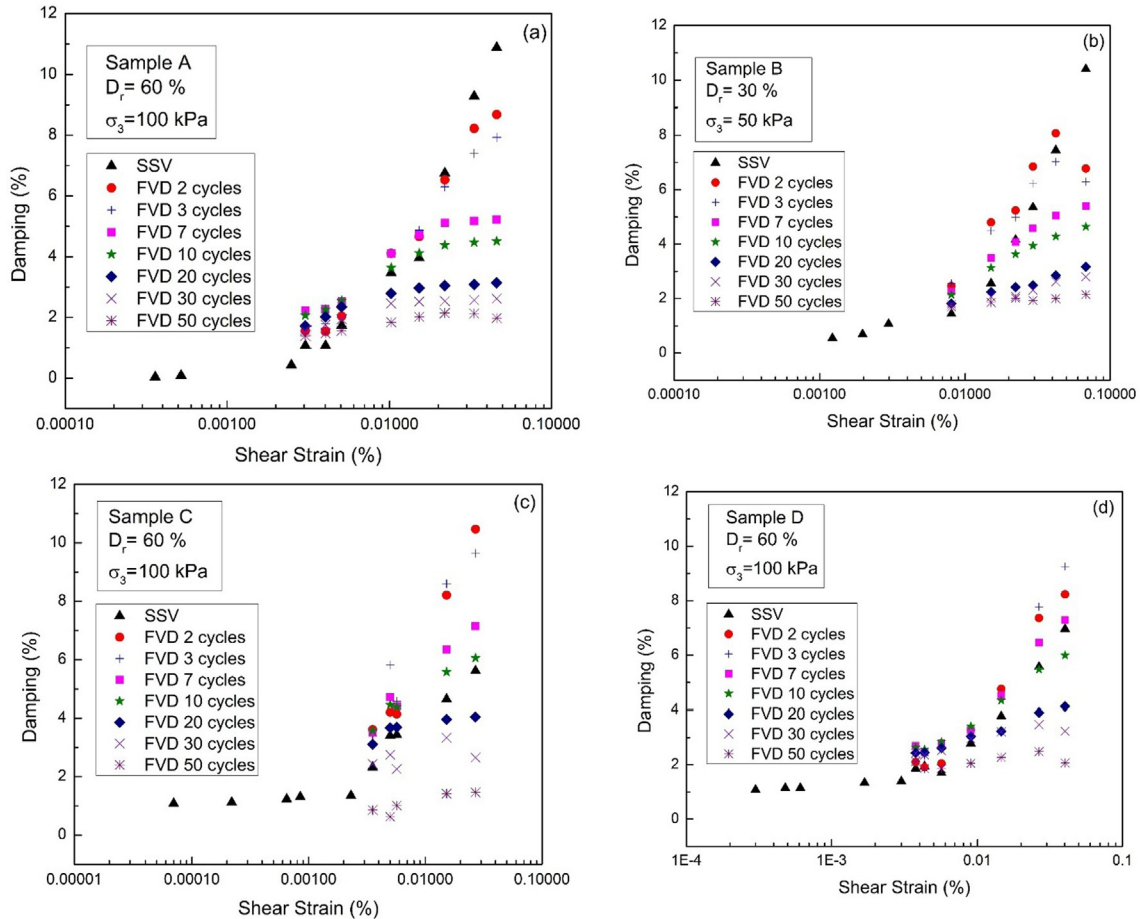 (a)
Sample A
Dr= 60 %
σ3=100 kPa
SSV
FVD 2 cycles
FVD 3 cycles
FVD 7 cycles
FVD 10 cycles
FVD 20 cycles
FVD 30 cycles
FVD 50 cycles
Damping (%)
12
10
8
6
4
2
0
0.00010
0.00100
0.01000
0.10000
Shear Strain (%)
(b)
Sample B
Dr= 30 %
σ3= 50 kPa
SSV
FVD 2 cycles
FVD 3 cycles
FVD 7 cycles
FVD 10 cycles
FVD 20 cycles
FVD 30 cycles
FVD 50 cycles
Damping (%)
12
10
8
6
4
2
0
0.00010
0.00100
0.01000
0.10000
Shear Strain (%)
(c)
Sample C
Dr= 60 %
σ3=100 kPa
SSV
FVD 2 cycles
FVD 3 cycles
FVD 7 cycles
FVD 10 cycles
FVD 20 cycles
FVD 30 cycles
FVD 50 cycles
Damping (%)
12
10
8
6
4
2
0
0.00001
0.00010
0.00100
0.01000
0.10000
Shear Strain (%)
(d)
Sample D
Dr= 60 %
σ3=100 kPa
SSV
FVD 2 cycles
FVD 3 cycles
FVD 7 cycles
FVD 10 cycles
FVD 20 cycles
FVD 30 cycles
FVD 50 cycles
Damping (%)
12
10
8
6
4
2
0
1E-4
1E-3
0.01
0.1
Shear Strain (%)